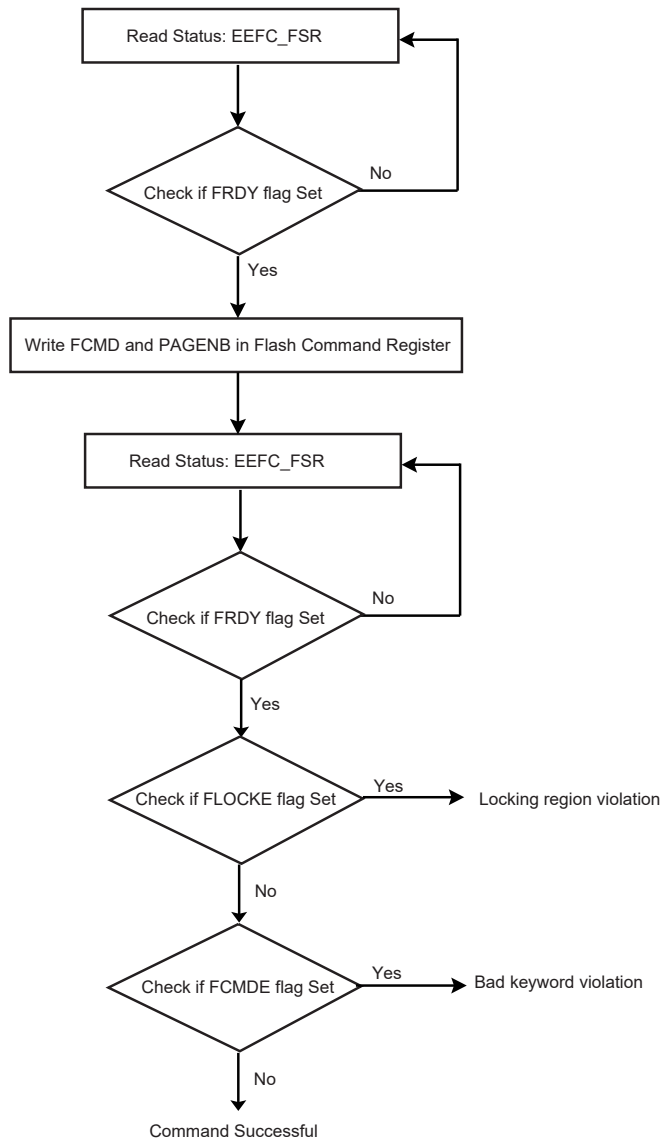 Read Status: EEFC_FSR
No
Check if FRDY flag Set
Yes
Write FCMD and PAGENB in Flash Command Register
Read Status: EEFC_FSR
No
Check if FRDY flag Set
Yes
Yes
Check if FLOCKE flag Set
Locking region violation
No
Yes
Check if FCMDE flag Set
Bad keyword violation
No
Command Successful